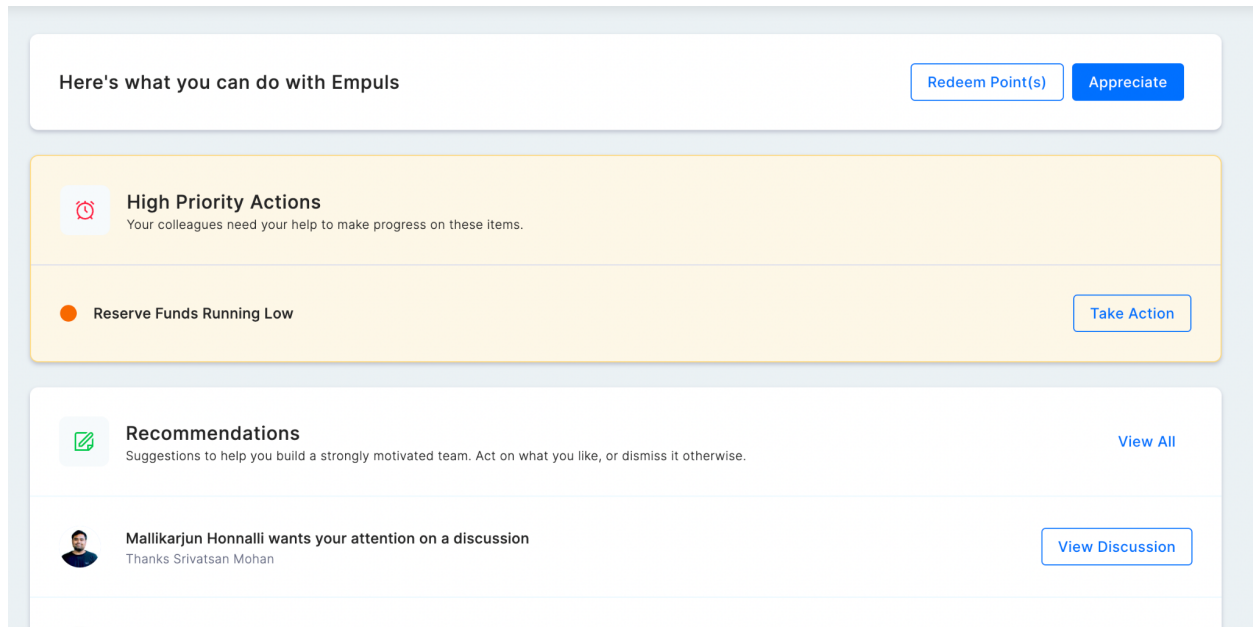 Here's what you can do with Empuls
Redeem Point(s)
Appreciate
High Priority Actions
Your colleagues need your help to make progress on these items.
Reserve Funds Running Low
Take Action
Recommendations
Suggestions to help you build a strongly motivated team. Act on what you like, or dismiss it otherwise.
View All
Mallikarjun Honnalli wants your attention on a discussion
Thanks Srivatsan Mohan
View Discussion